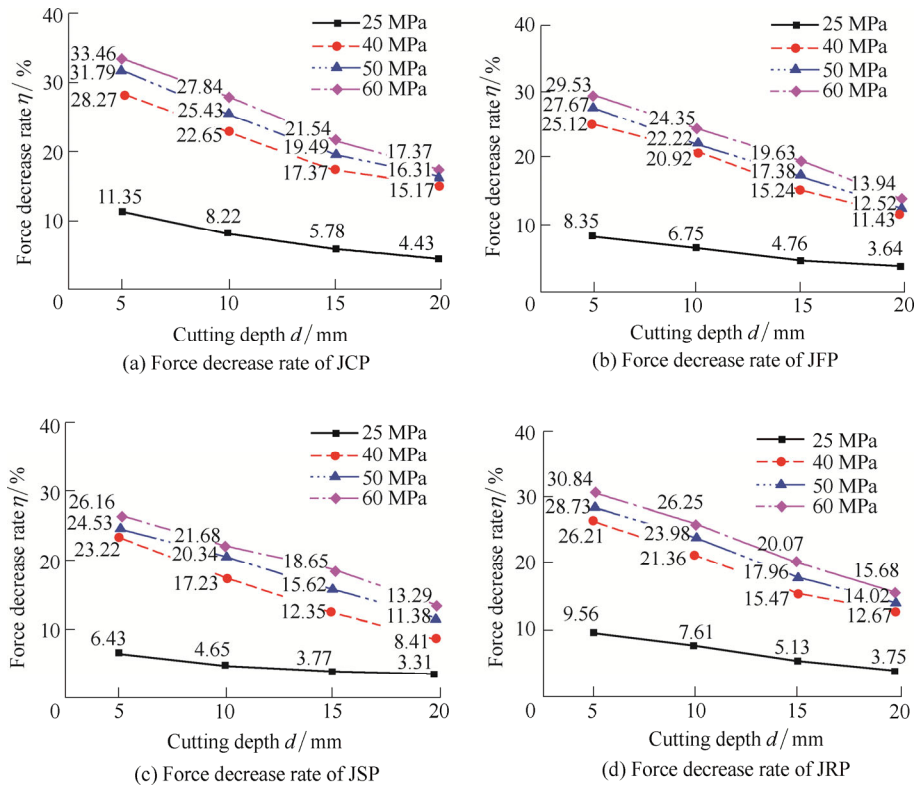 40
30
20
10
0
Force decrease rate η / %
25 MPa
40 MPa
50 MPa
60 MPa
33.46
31.79
28.27
27.84
25.43
22.65
21.54
19.49
17.37
17.37
16.31
15.17
11.35
8.22
5.78
4.43
5 10 15 20
Cutting depth d / mm
(a) Force decrease rate of JCP
40
30
20
10
0
Force decrease rate η / %
25 MPa
40 MPa
50 MPa
60 MPa
29.53
27.67
25.12
24.35
22.22
20.92
19.63
17.38
15.24
13.94
12.52
11.43
8.35
6.75
4.76
3.64
5 10 15 20
Cutting depth d / mm
(b) Force decrease rate of JFP
40
30
20
10
0
Force decrease rate η / %
25 MPa
40 MPa
50 MPa
60 MPa
26.16
24.53
23.22
21.68
20.34
17.23
18.65
15.62
12.35
13.29
11.38
8.41
6.43
4.65
3.77
3.31
5 10 15 20
Cutting depth d / mm
(c) Force decrease rate of JSP
40
30
20
10
0
Force decrease rate η / %
25 MPa
40 MPa
50 MPa
60 MPa
30.84
28.73
26.21
26.25
23.98
21.36
20.07
17.96
15.47
15.68
14.02
12.67
9.56
7.61
5.13
3.75
5 10 15 20
Cutting depth d / mm
(d) Force decrease rate of JRP